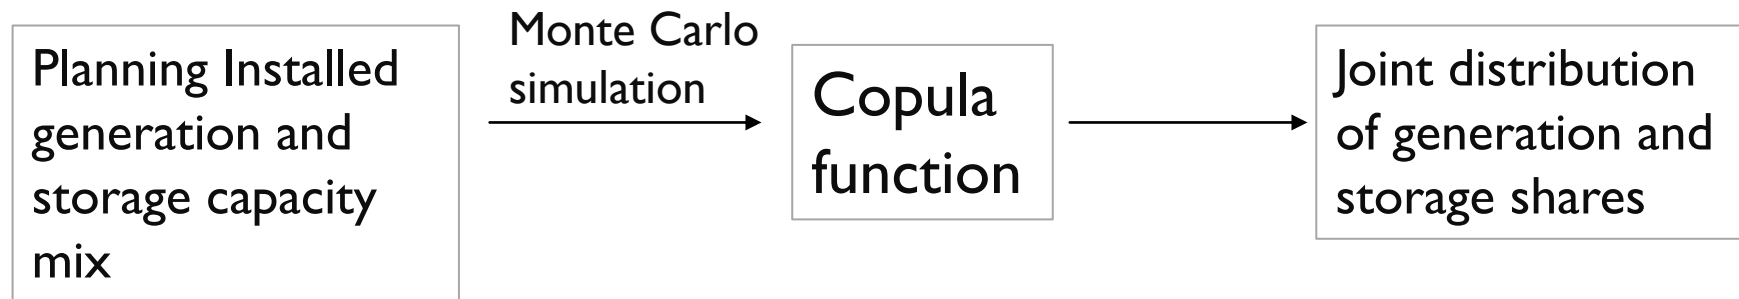 Planning Installed
generation and
storage capacity
mix
Monte Carlo
simulation
Copula
function
Joint distribution
of generation and
storage shares